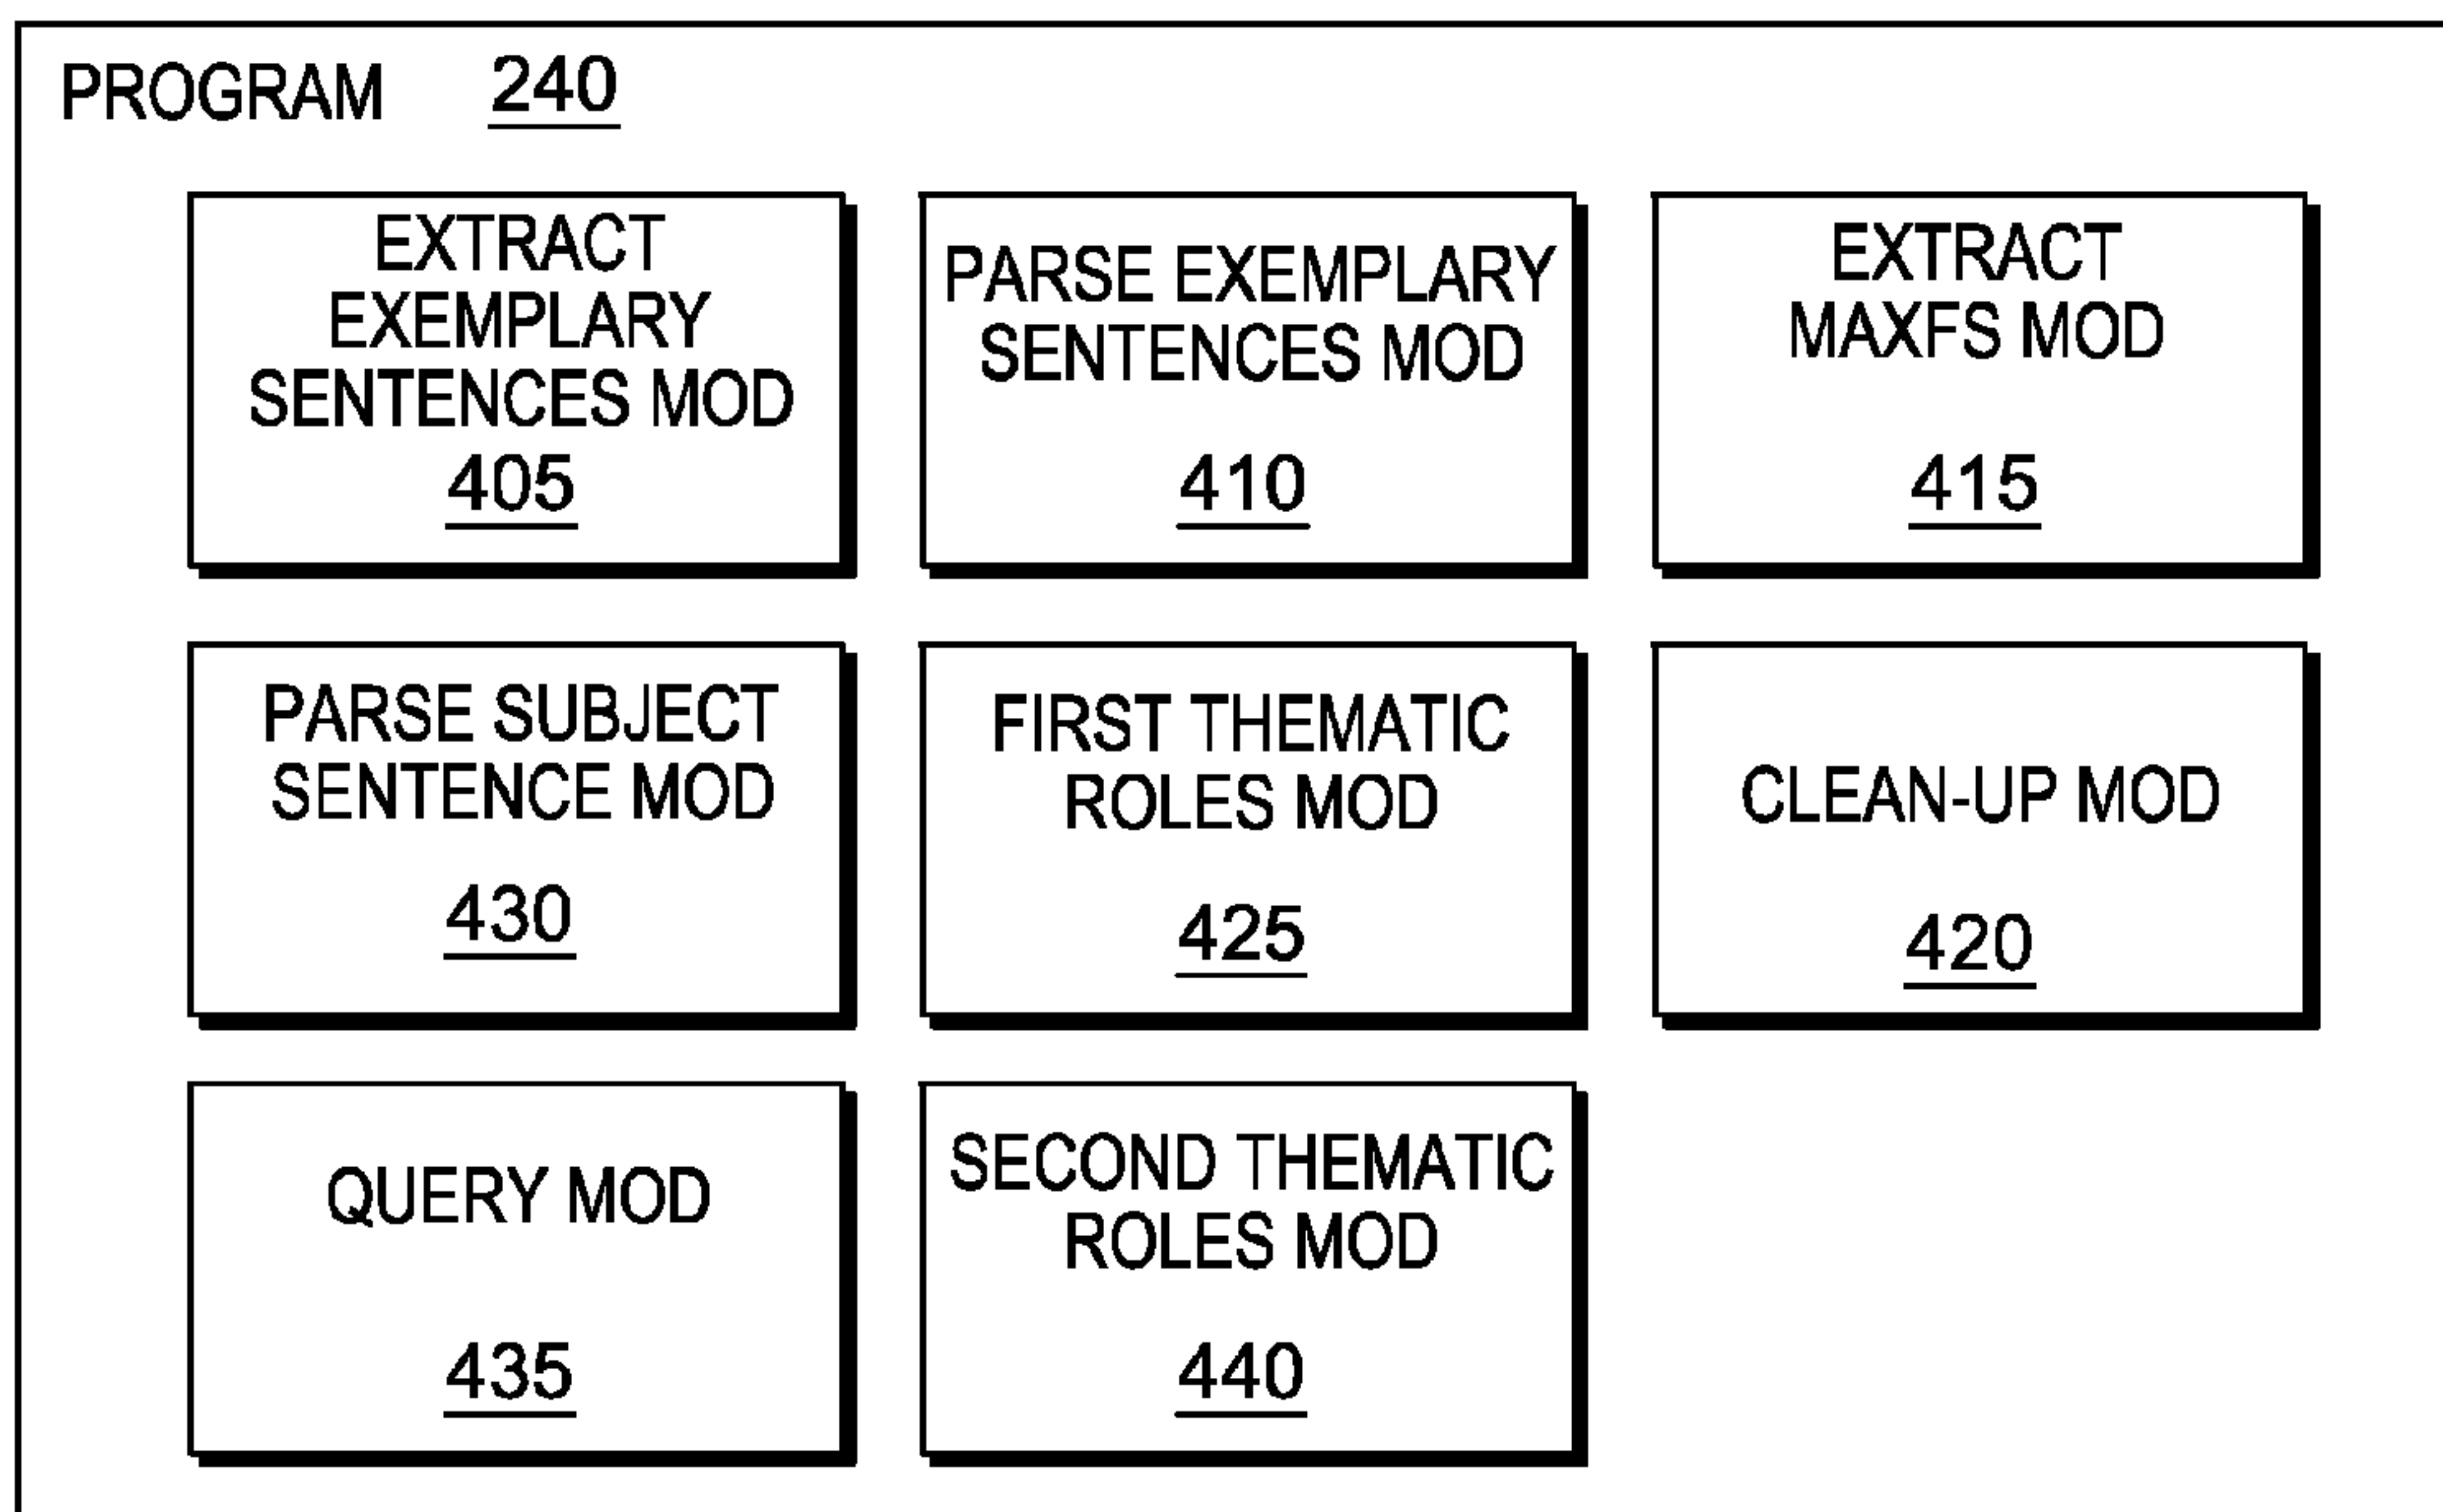 PROGRAM 240
EXTRACT
EXEMPLARY
SENTENCES MOD
405
PARSE EXEMPLARY
SENTENCES MOD
410
EXTRACT
MAXFS MOD
415
PARSE SUBJECT
SENTENCE MOD
430
FIRST THEMATIC
ROLES MOD
425
CLEAN-UP MOD
420
QUERY MOD
435
SECOND THEMATIC
ROLES MOD
440